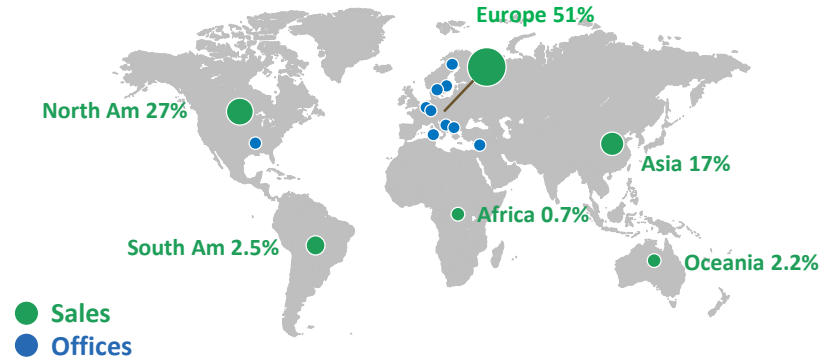 Europe 51%
North Am 27%
Asia 17%
Africa 0.7%
South Am 2.5%
Oceania 2.2%
Sales
Offices